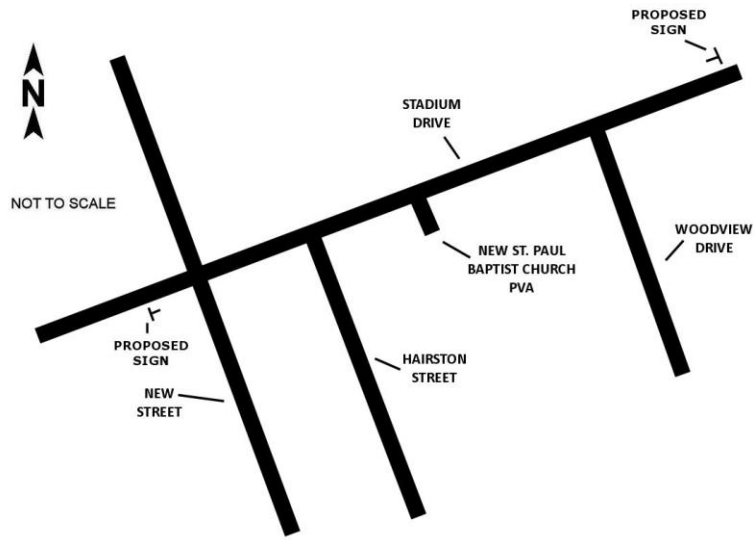 PROPOSED
SIGN
N
STADIUM
DRIVE
NOT TO SCALE
WOODVIEW
DRIVE
NEW ST. PAUL
BAPTIST CHURCH
PVA
PROPOSED
SIGN
HAIRSTON
STREET
NEW
STREET